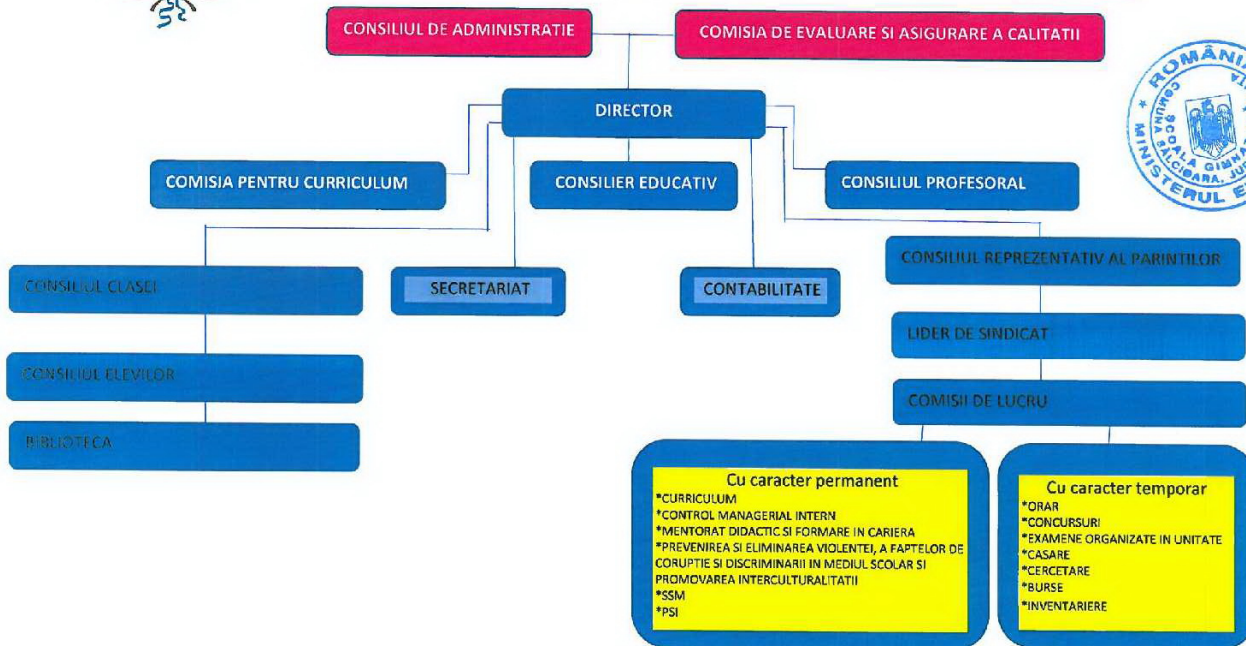 CONSILIUL DE ADMINISTRATIE
COMISIA DE EVALUARE SI ASIGURARE A CALITATII
DIRECTOR
COMISIA PENTRU CURRICULUM
CONSILIER EDUCATIV
CONSILIUL PROFESORAL
CONSILIUL CLASEI
SECRETARIAT
CONTABILITATE
CONSILIUL REPREZENTATIV AL PARINTILOR
LIDER DE SINDICAT
CONSILIUL ELEVILOR
COMISII DE LUCRU
BIBLIOTECA
Cu caracter permanent
*CURRICULUM
*CONTROL MANAGERIAL INTERN
*MENTORAT DIDACTIC SI FORMARE IN CARIERA
*PREVENIREA SI ELIMINAREA VIOLENTEI, A FAPTELOR DE
CORUPTIE SI DISCRIMINARII IN MEDIUL SCOLAR SI
PROMOVAREA INTERCULTURALITATII
*SSM
*PSI
Cu caracter temporar
*ORAR
*CONCURSURI
*EXAMENE ORGANIZATE IN UNITATE
*CASARE
*CERCETARE
*BURSE
*INVENTARIERE
ROMÂNIA
MINISTERUL
ȘCOALA
COMUNA SĂLCIOARA,